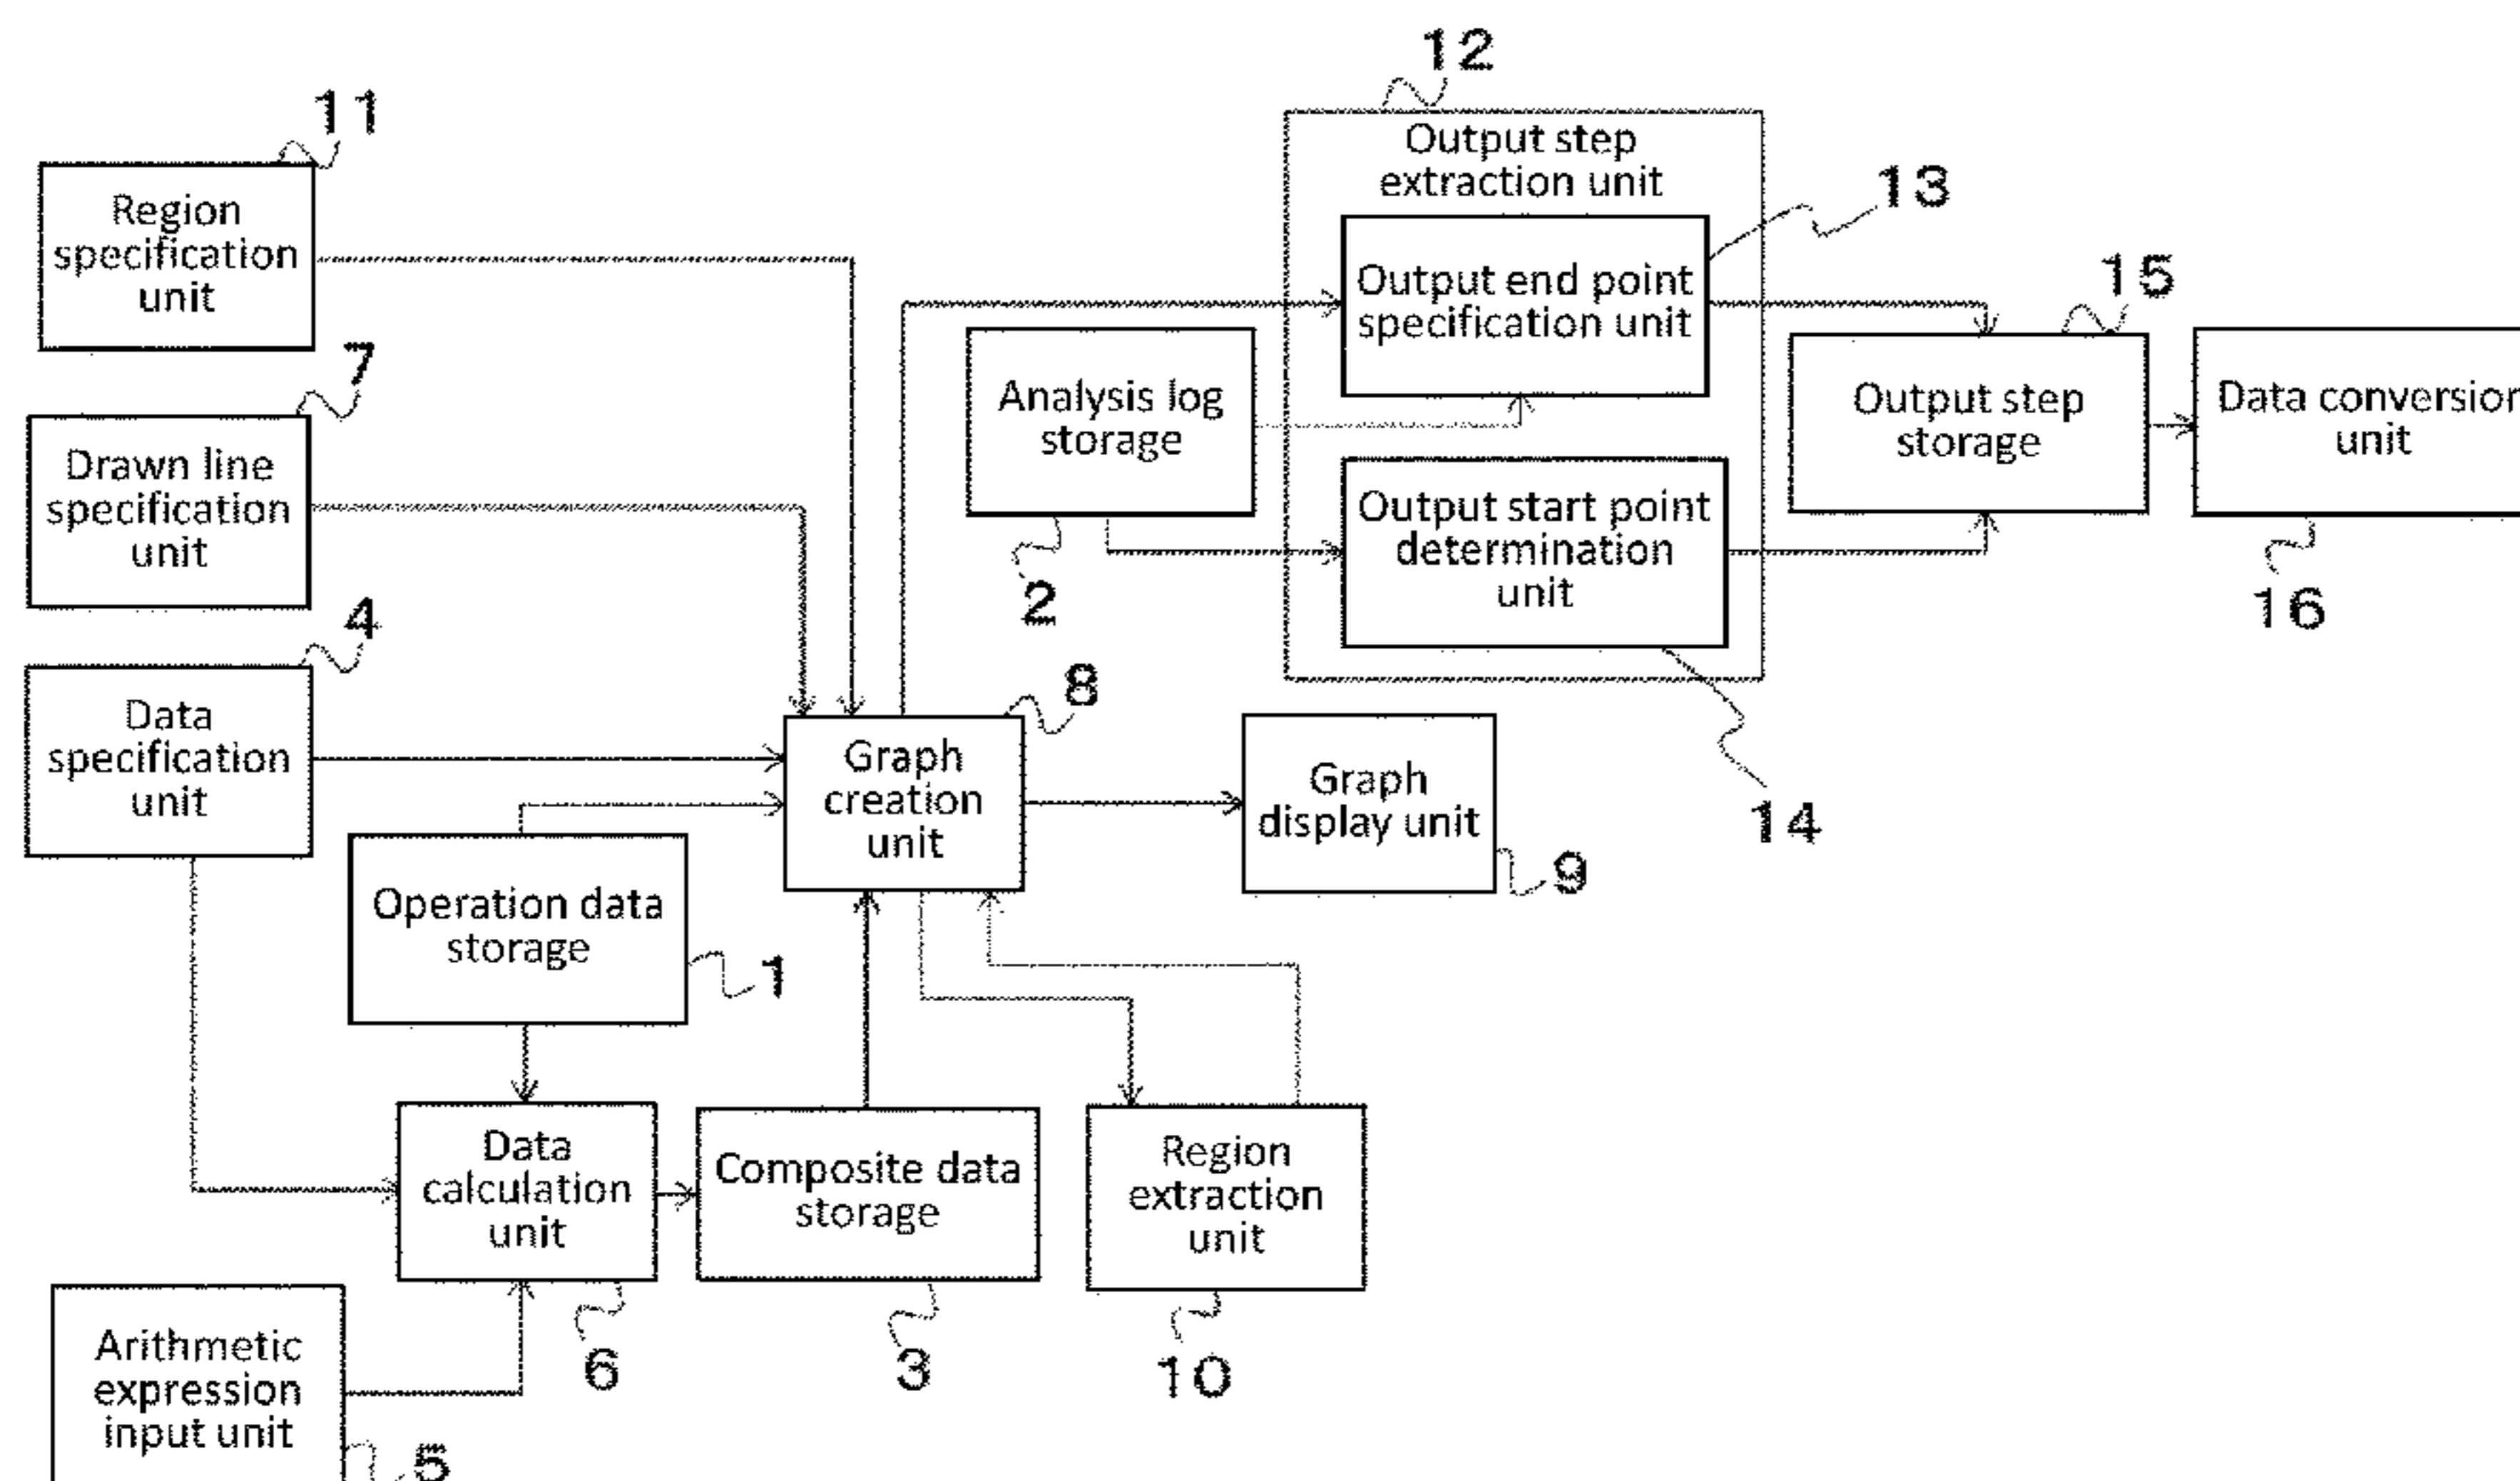 11
Region
specification
unit
7
Drawn line
specification
unit
4
Data
specification
unit
Operation data
storage
1
Data
calculation
unit
6
Arithmetic
expression
input unit
5
Composite data
storage
3
Graph
creation
unit
8
Graph
display unit
9
Region
extraction
unit
10
Analysis log
storage
2
12
Output step
extraction unit
Output end point
specification unit
13
Output start point
determination
unit
14
Output step
storage
15
Data conversion
unit
16